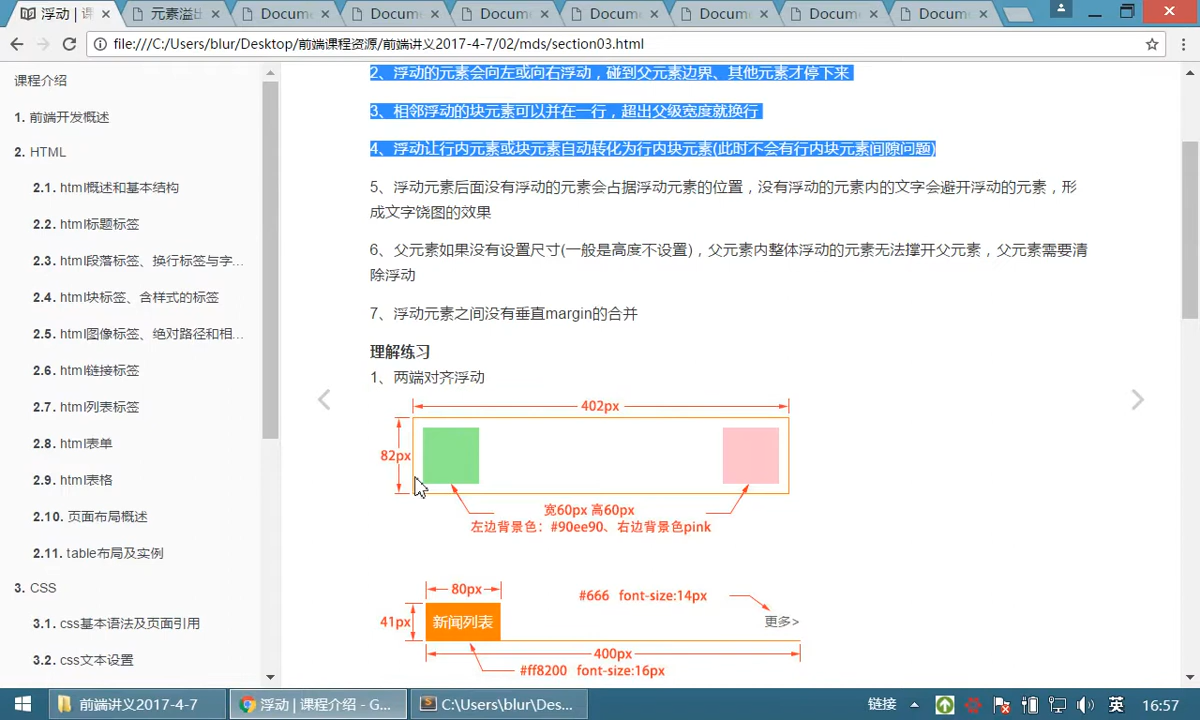 浮动 | 课
元素溢出
Docume
Docume
Docume
Docume
Docume
Docume
Docume
file:///C:/Users/blur/Desktop/前端课程资源/前端讲义2017-4-7/02/mds/section03.html
课程介绍
1. 前端开发概述
2. HTML
2.1. html概述和基本结构
2.2. html标题标签
2.3. html段落标签、换行标签与字...
2.4. html块标签、含样式的标签
2.5. html图像标签、绝对路径和相...
2.6. html链接标签
2.7. html列表标签
2.8. html表单
2.9. html表格
2.10. 页面布局概述
2.11. table布局及实例
3. CSS
3.1. css基本语法及页面引用
3.2. css文本设置
2、浮动的元素会向左或向右浮动，碰到父元素边界、其他元素才停下来
3、相邻浮动的块元素可以并在一行，超出父级宽度就换行
4、浮动让行内元素或块元素自动转化为行内块元素(此时不会有行内块元素间隙问题)
5、浮动元素后面没有浮动的元素会占据浮动元素的位置，没有浮动的元素内的文字会避开浮动的元素，形
成文字饶图的效果
6、父元素如果没有设置尺寸(一般是高度不设置)，父元素内整体浮动的元素无法撑开父元素，父元素需要清
除浮动
7、浮动元素之间没有垂直margin的合并
理解练习
1、两端对齐浮动
402px
82px
宽60px 高60px
左边背景色：#90ee90、右边背景色pink
80px
#666 font-size:14px
41px
新闻列表
更多>
400px
#ff8200 font-size:16px
前端讲义2017-4-7
浮动 | 课程介绍 - G...
C:\Users\blur\Des...
链接
英
16:57